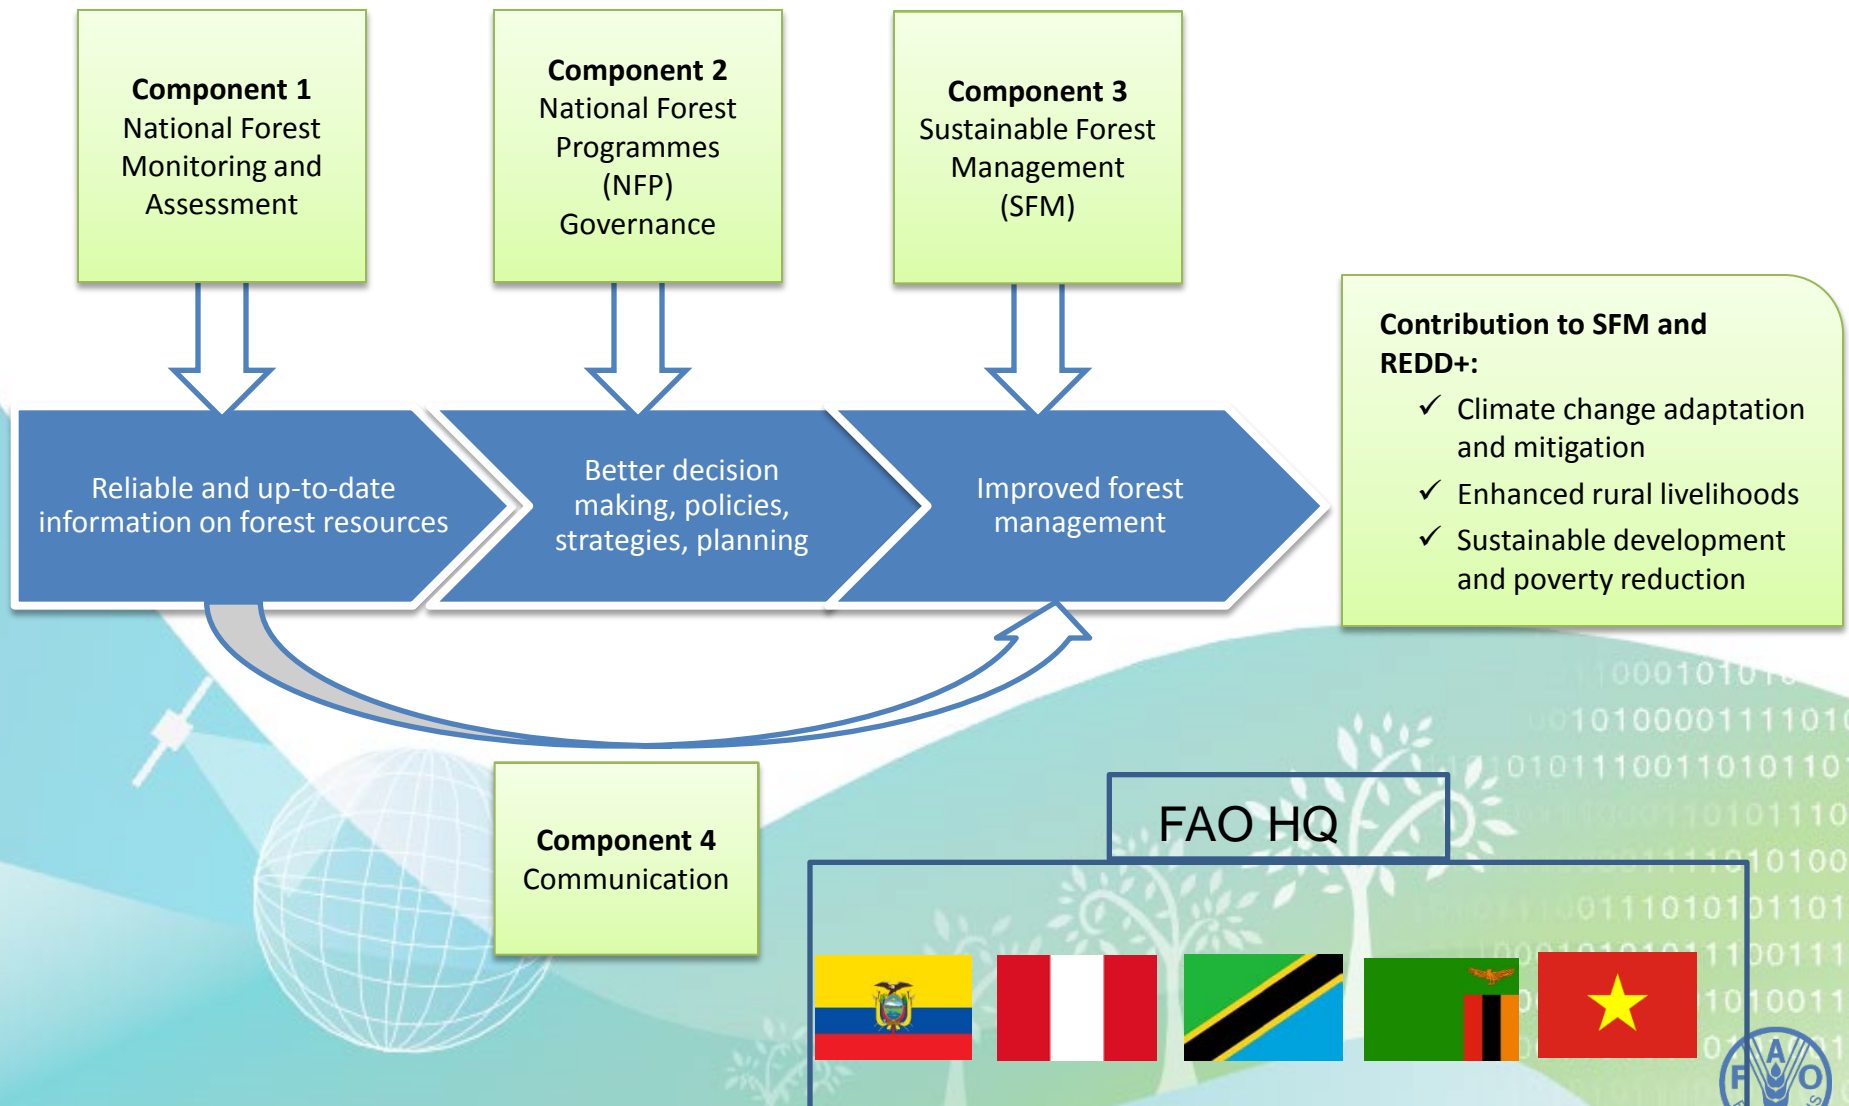 Component 1
National Forest
Monitoring and
Assessment
Component 2
National Forest
Programmes
(NFP)
Governance
Component 3
Sustainable Forest
Management
(SFM)
Contribution to SFM and
REDD+:
✓ Climate change adaptation
and mitigation
✓ Enhanced rural livelihoods
✓ Sustainable development
and poverty reduction
Reliable and up-to-date
information on forest resources
Better decision
making, policies,
strategies, planning
Improved forest
management
Component 4
Communication
FAO HQ
F A O